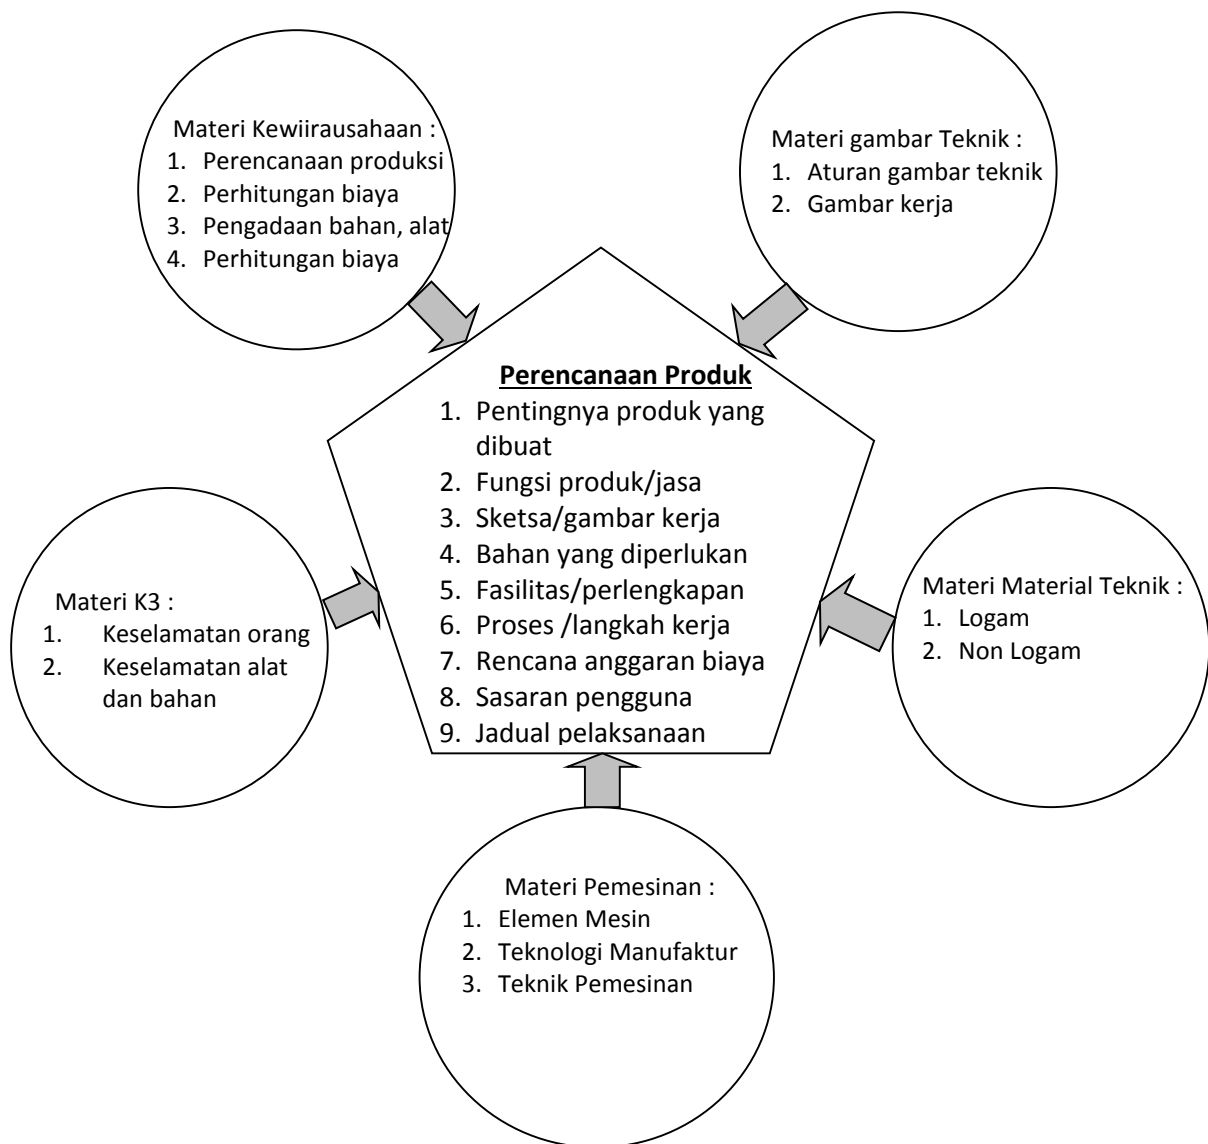 Materi Kewiirausahaan :
1. Perencanaan produksi
2. Perhitungan biaya
3. Pengadaan bahan, alat
4. Perhitungan biaya
Materi gambar Teknik :
1. Aturan gambar teknik
2. Gambar kerja
Perencanaan Produk
1. Pentingnya produk yang
dibuat
2. Fungsi produk/jasa
3. Sketsa/gambar kerja
4. Bahan yang diperlukan
5. Fasilitas/perlengkapan
6. Proses /langkah kerja
7. Rencana anggaran biaya
8. Sasaran pengguna
9. Jadual pelaksanaan
Materi K3 :
1. Keselamatan orang
2. Keselamatan alat
dan bahan
Materi Material Teknik :
1. Logam
2. Non Logam
Materi Pemesinan :
1. Elemen Mesin
2. Teknologi Manufaktur
3. Teknik Pemesinan